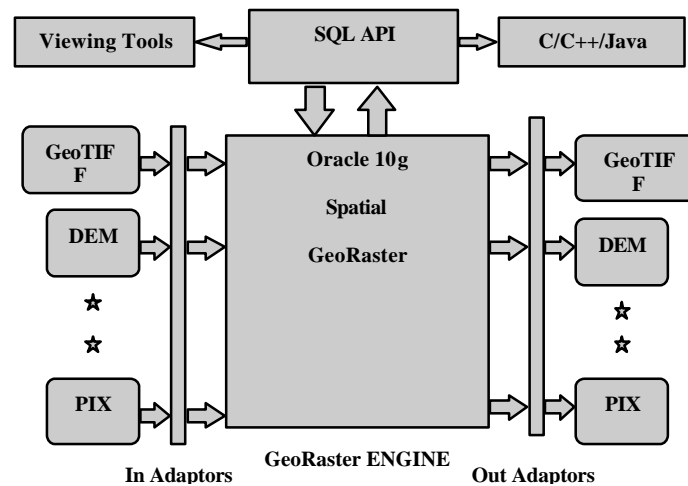 SQL API
Viewing Tools
C/C++/Java
GeoTIF
F
DEM
PIX
Oracle 10g
Spatial
GeoRaster
GeoTIF
F
DEM
PIX
In Adaptors
GeoRaster ENGINE
Out Adaptors